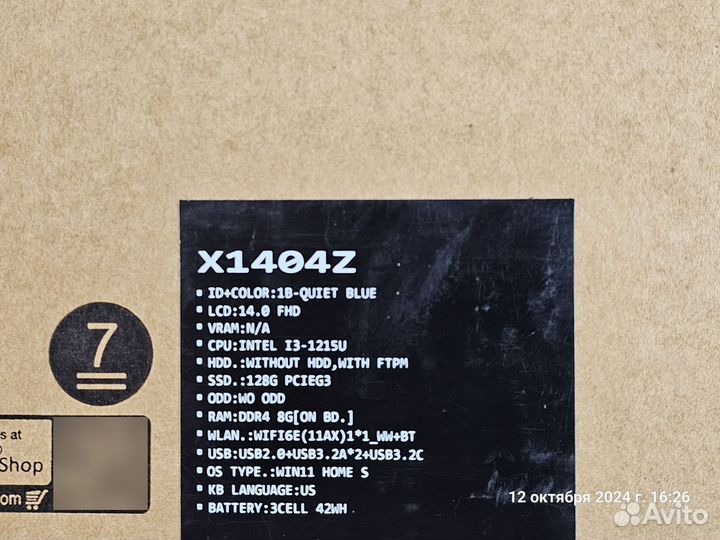 X1404Z
ID+COLOR:1B-QUIET BLUE
LCD:14.0 FHD
VRAM:N/A
CPU:INTEL I3-1215U
HDD.:WITHOUT HDD,WITH FTPM
SSD.:128G PCIEG3
ODD:WO ODD
RAM:DDR4 8G[ON BD.]
WLAN.:WIFI6E(11AX)1*1_WW+BT
USB:USB2.0+USB3.2A*2+USB3.2C
OS TYPE.:WIN11 HOME S
KB LANGUAGE:US
BATTERY:3CELL 42WH
7
s at
Shop
om
12 октября 2024 г. 16:26
Avito